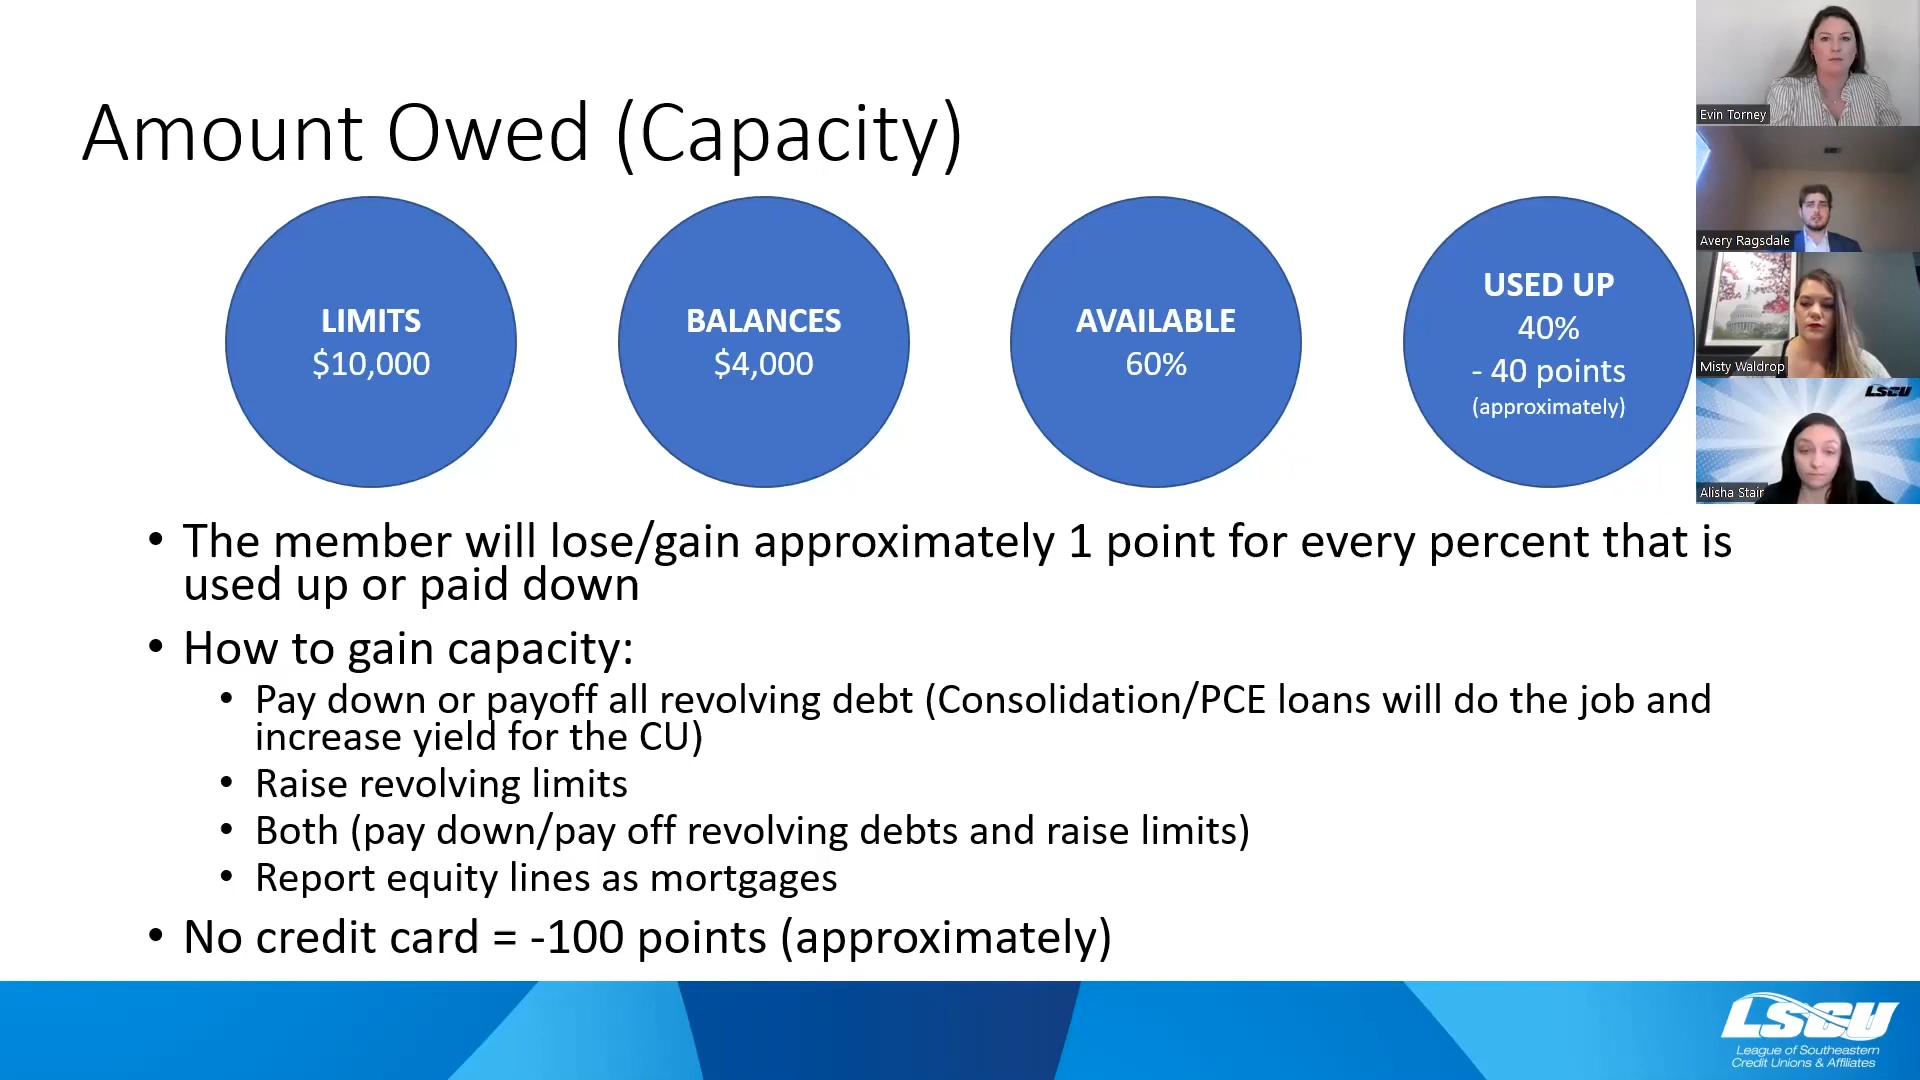 Amount Owed (Capacity)
LIMITS
$10,000
BALANCES
$4,000
AVAILABLE
60%
USED UP
40%
- 40 points
(approximately)
• The member will lose/gain approximately 1 point for every percent that is
used up or paid down
• How to gain capacity:
• Pay down or payoff all revolving debt (Consolidation/PCE loans will do the job and
increase yield for the CU)
• Raise revolving limits
• Both (pay down/pay off revolving debts and raise limits)
• Report equity lines as mortgages
• No credit card = -100 points (approximately)
Evin Torney
Avery Ragsdale
Misty Waldrop
LSCU
Alisha Stair
LSCU
League of Southeastern
Credit Unions & Affiliates